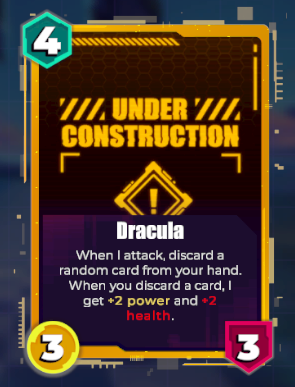 4
UNDER
CONSTRUCTION
!
Dracula
When I attack, discard a
random card from your hand.
When you discard a card, I
get +2 power and +2
health.
3
3